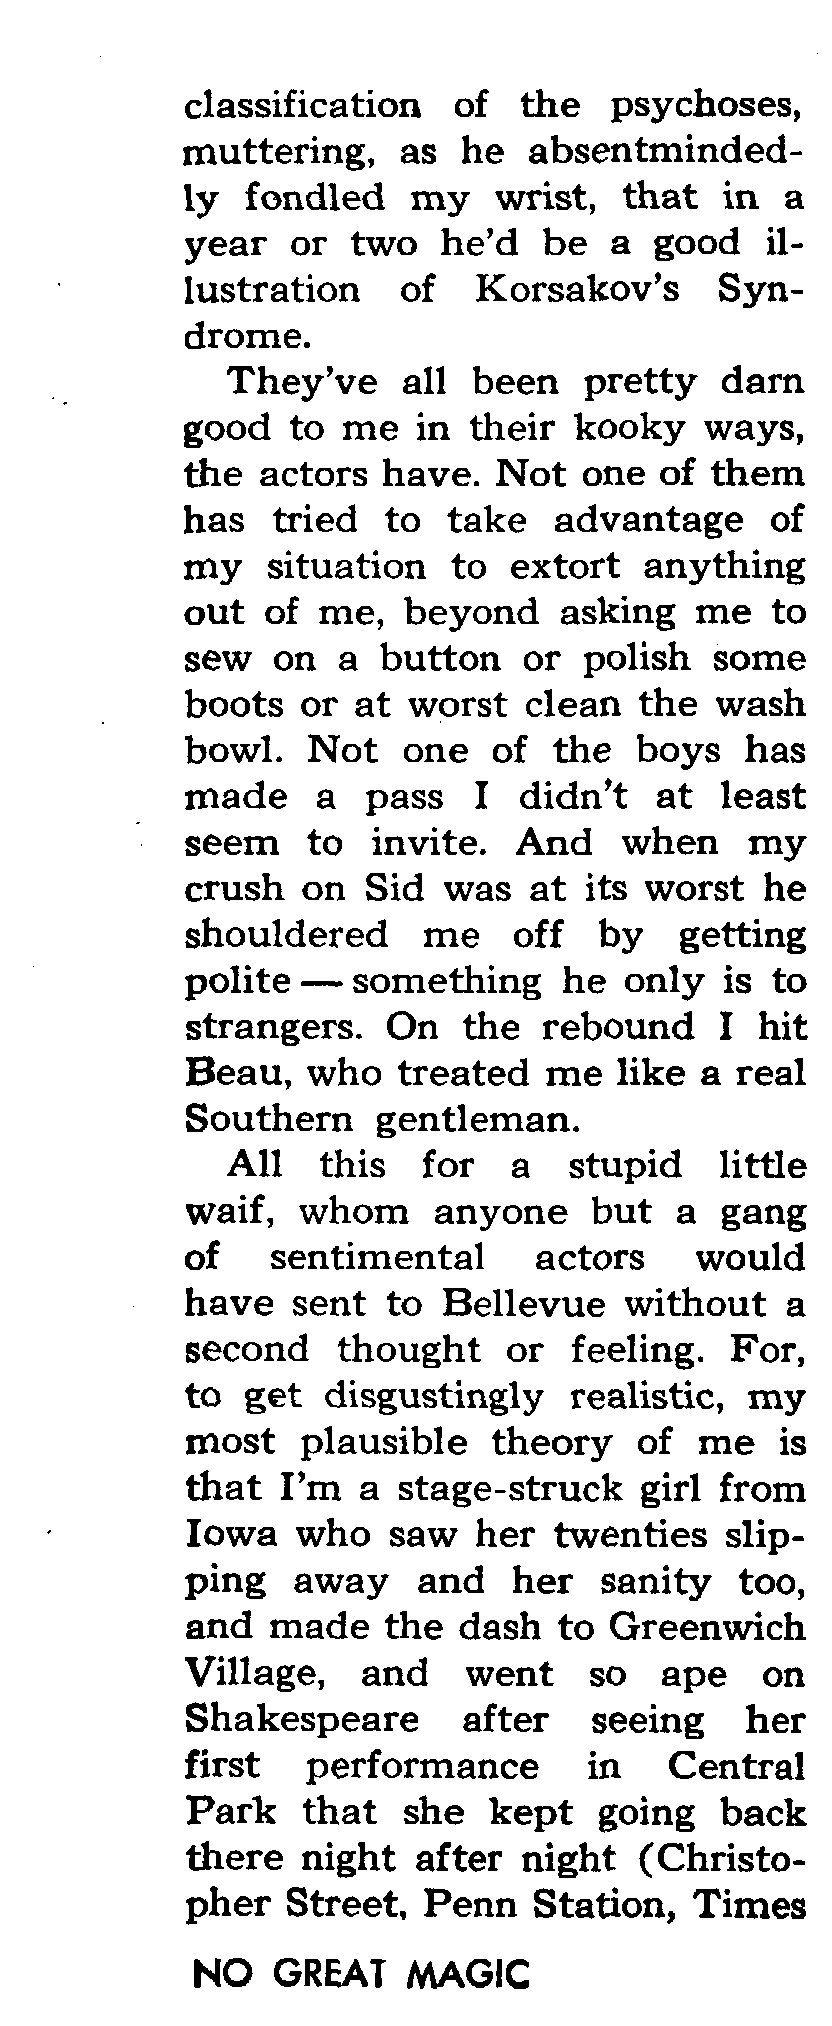 classification of the psychoses,
muttering, as he absentminded-
ly fondled my wrist, that in a
year or two he'd be a good il-
lustration of Korsakov's Syn-
drome.
They've all been pretty darn
good to me in their kooky ways,
the actors have. Not one of them
has tried to take advantage of
my situation to extort anything
out of me, beyond asking me to
sew on a button or polish some
boots or at worst clean the wash
bowl. Not one of the boys has
made a pass I didn't at least
seem to invite. And when my
crush on Sid was at its worst he
shouldered me off by getting
polite — something he only is to
strangers. On the rebound I hit
Beau, who treated me like a real
Southern gentleman.
All this for a stupid little
waif, whom anyone but a gang
of sentimental actors would
have sent to Bellevue without a
second thought or feeling. For,
to get disgustingly realistic, my
most plausible theory of me is
that I'm a stage-struck girl from
Iowa who saw her twenties slip-
ping away and her sanity too,
and made the dash to Greenwich
Village, and went so ape on
Shakespeare after seeing her
first performance in Central
Park that she kept going back
there night after night (Christo-
pher Street, Penn Station, Times
NO GREAT MAGIC